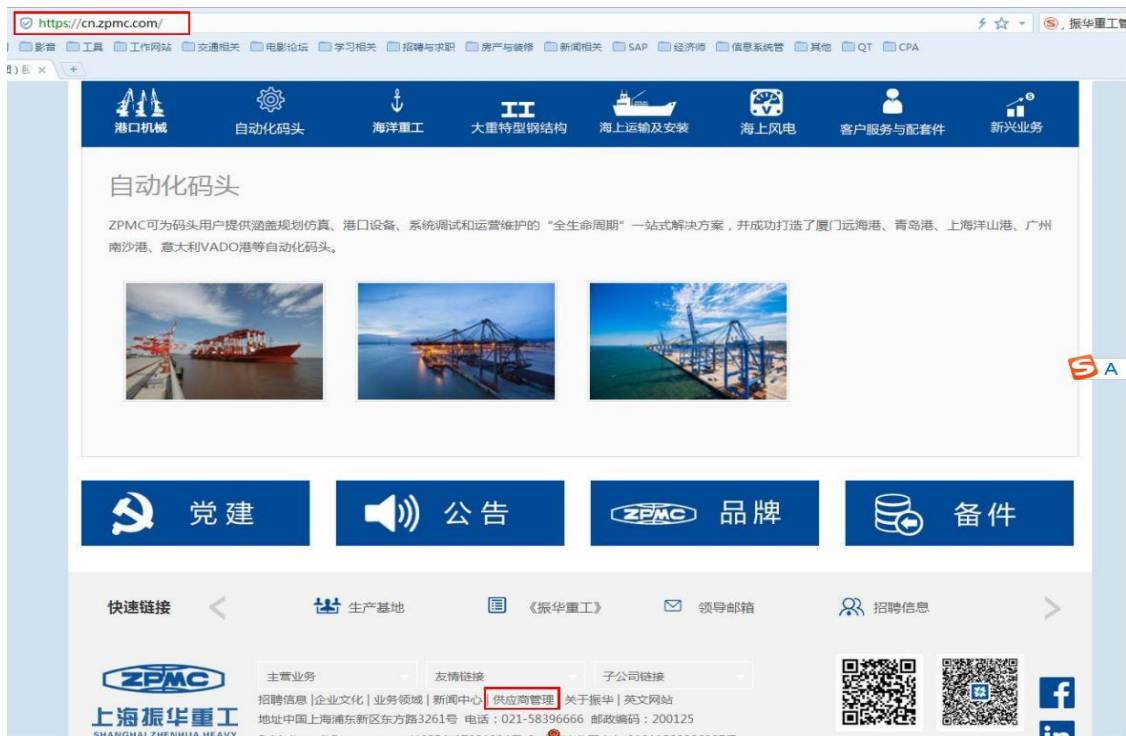 https://cn.zpmc.com/
振华重工管
影音 工具 工作网站 交通相关 电影论坛 学习相关 招聘与求职 房产与装修 新闻相关 SAP 经济师 信息系统管 其他 QT CPA
港口机械 自动化码头 海洋重工 大重特型钢结构 海上运输及安装 海上风电 客户服务与配套件 新兴业务
自动化码头
ZPMC可为码头用户提供涵盖规划仿真、港口设备、系统调试和运营维护的“全生命周期”一站式解决方案，并成功打造了厦门远海港、青岛港、上海洋山港、广州
南沙港、意大利VADO港等自动化码头。
A
党建 公告 ZPMC 品牌 备件
快速链接 生产基地 《振华重工》 领导邮箱 招聘信息
ZPMC
主营业务 友情链接 子公司链接
招聘信息 |企业文化 | 业务领域 | 新闻中心 | 供应商管理 | 关于振华 | 英文网站
上海振华重工
地址中国上海浦东新区东方路3261号 电话：021-58396666 邮政编码：200125
SHANGHAI ZHENHUA HEAVY